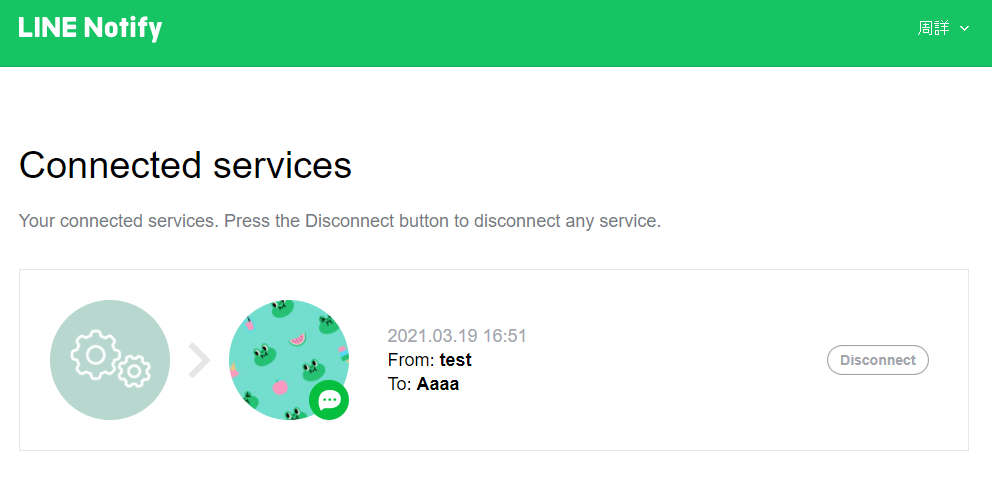 LINE Notify
周詳
Connected services
Your connected services. Press the Disconnect button to disconnect any service.
2021.03.19 16:51
From: test
To: Aaaa
Disconnect